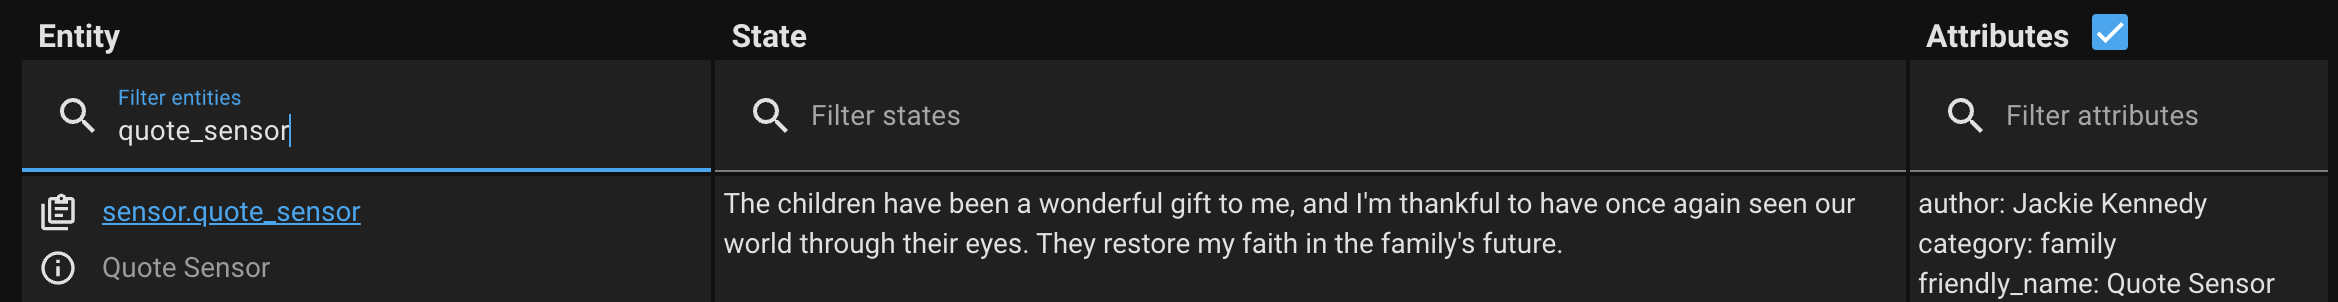 Entity
State
Attributes
Filter entities
quote_sensor
Filter states
Filter attributes
sensor.quote_sensor
Quote Sensor
The children have been a wonderful gift to me, and I'm thankful to have once again seen our
world through their eyes. They restore my faith in the family's future.
author: Jackie Kennedy
category: family
friendly_name: Quote Sensor